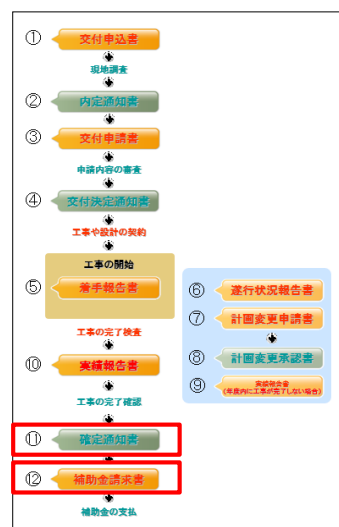 ① 交付申込書
現地調査
② 内定通知書
③ 交付申請書
申請内容の審査
④ 交付決定通知書
工事や設計の契約
工事の開始
⑤ 着手報告書
工事の完了検査
⑩ 実績報告書
工事の完了確認
⑪ 確定通知書
⑫ 補助金請求書
補助金の支払
⑥ 遂行状況報告書
⑦ 計画変更申請書
⑧ 計画変更承認書
⑨ 実績報告書
(年度内に工事が完了しない場合)